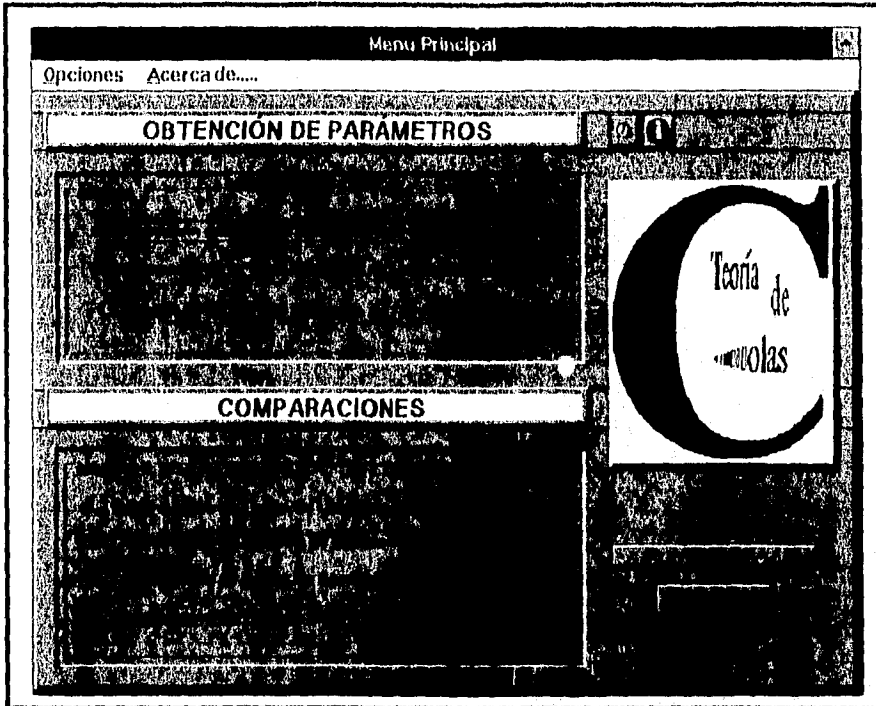 Menu Principal
Opciones Acerca de.....
OBTENCIÓN DE PARAMETROS
C
Teoría
de
COMPARACIONES